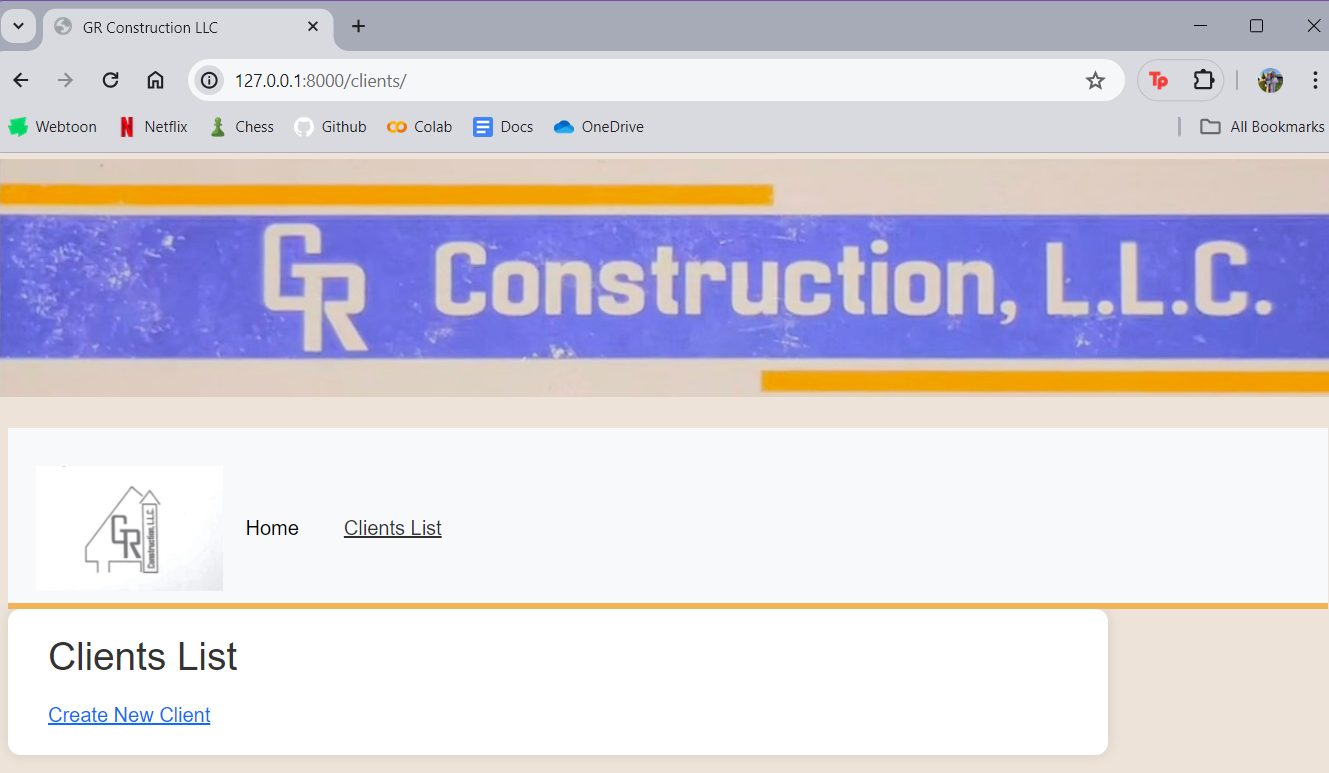 GR Construction LLC
127.0.0.1:8000/clients/
Tp
Webtoon Netflix Chess Github Colab Docs OneDrive All Bookmarks
GR Construction, L.L.C.
GR Construction, L.L.C.
Home Clients List
Clients List
Create New Client